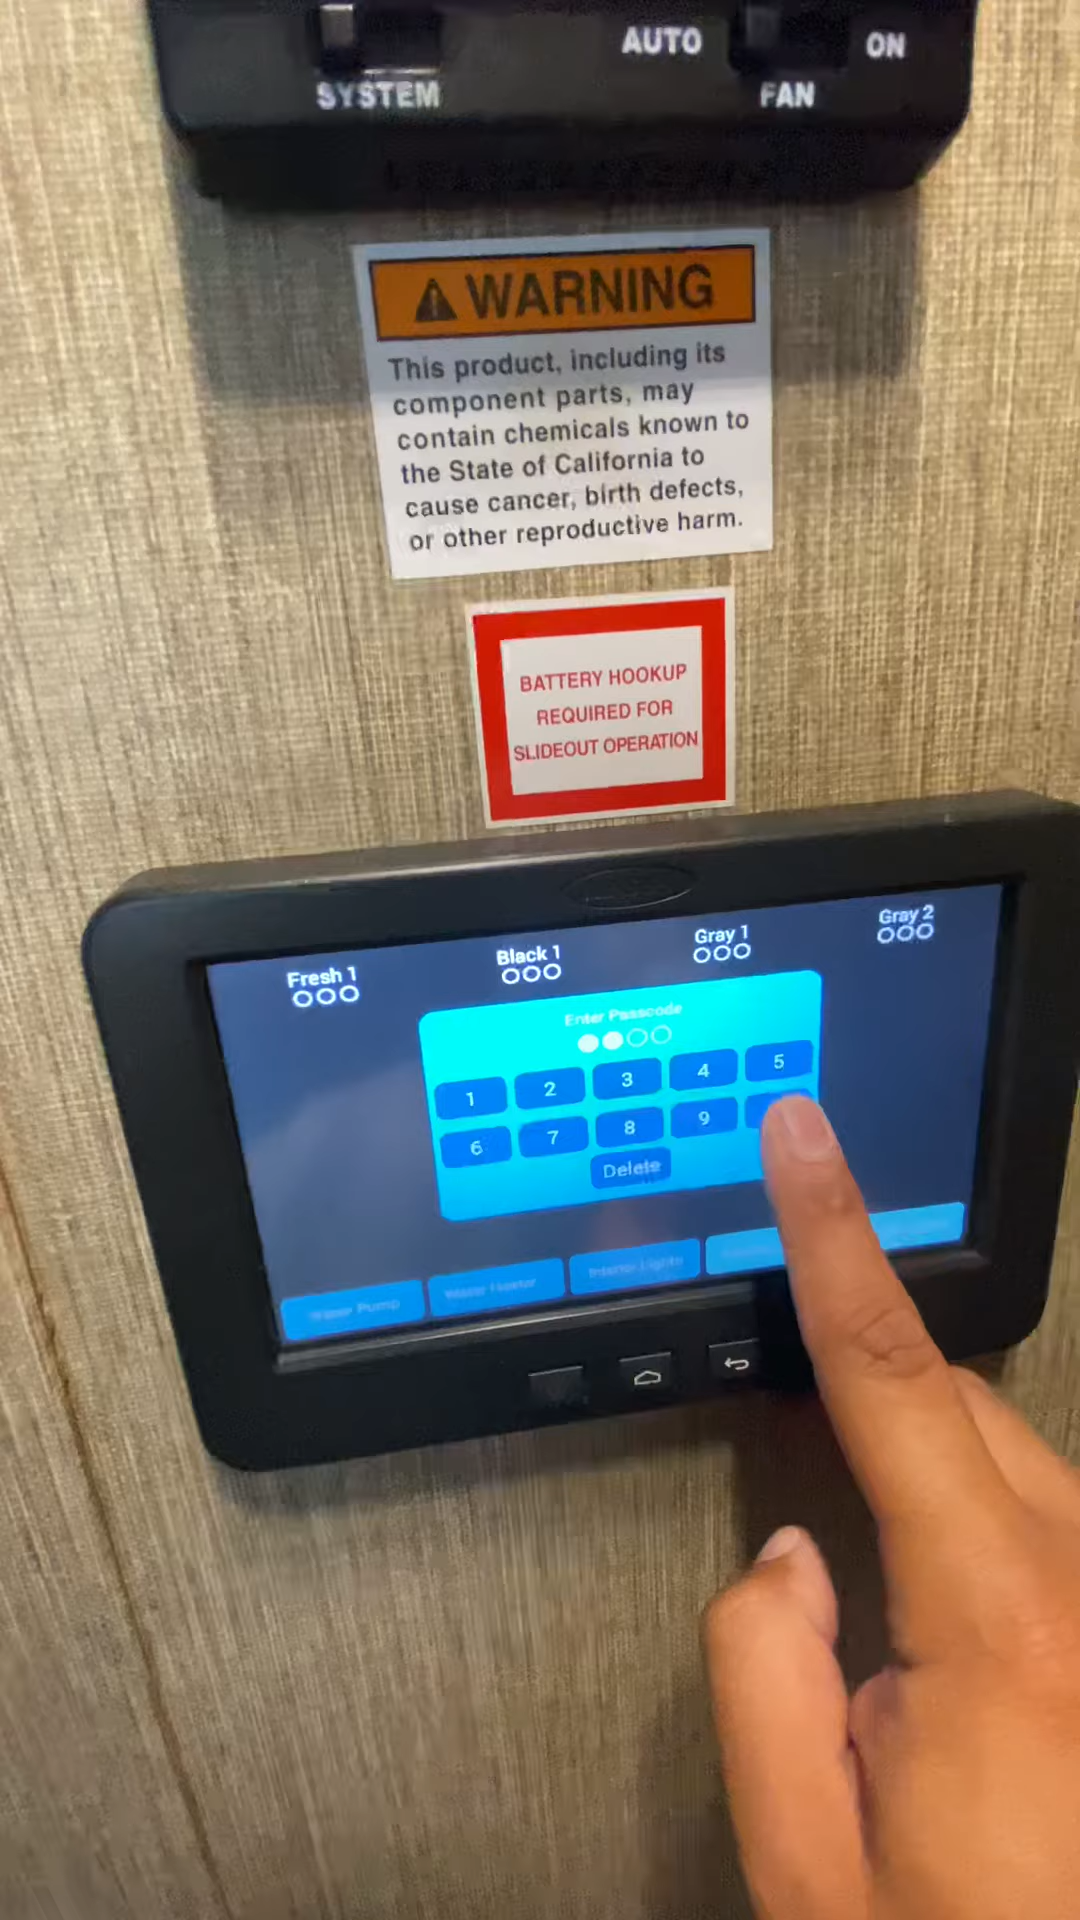 AUTO
ON
SYSTEM
FAN
WARNING
This product, including its
component parts, may
contain chemicals known to
the State of California to
cause cancer, birth defects,
or other reproductive harm.
BATTERY HOOKUP
REQUIRED FOR
SLIDEOUT OPERATION
Fresh 1
Black 1
Gray 1
Gray 2
Enter Passcode
1 2 3 4 5
6 7 8 9
Delete
Water Pump
Water Heater
Interior Lights